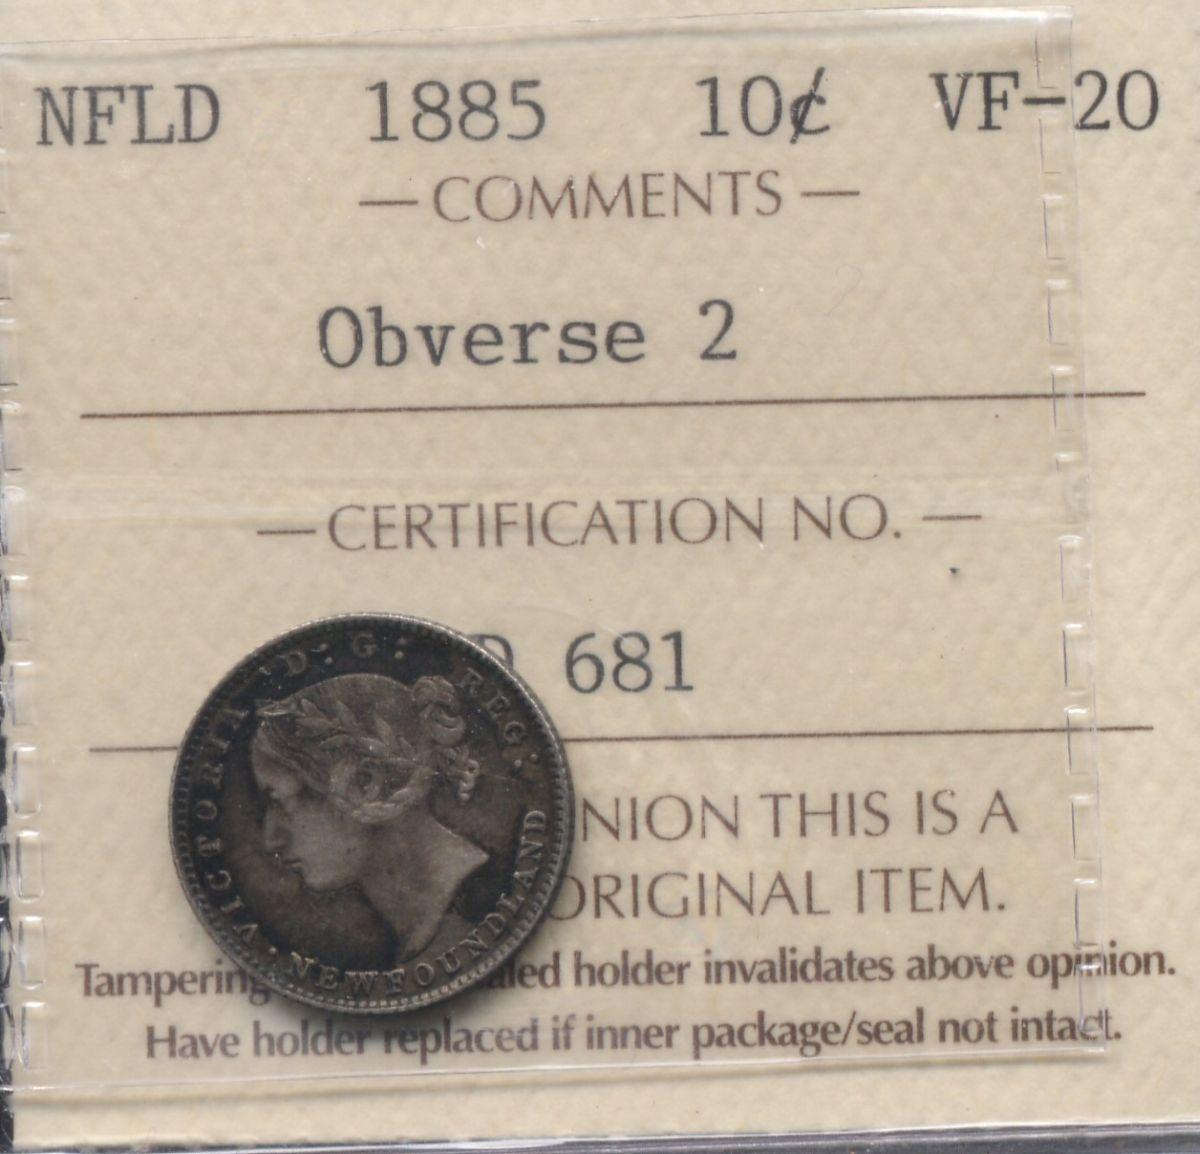 NFLD 1885 10¢ VF-20
— COMMENTS —
Obverse 2
— CERTIFICATION NO. —
D 681
NION THIS IS A
ORIGINAL ITEM.
Tampering aled holder invalidates above opinion.
Have holder replaced if inner package/seal not intact.
VICTORIA D: G: REG:
NEWFOUNDLAND